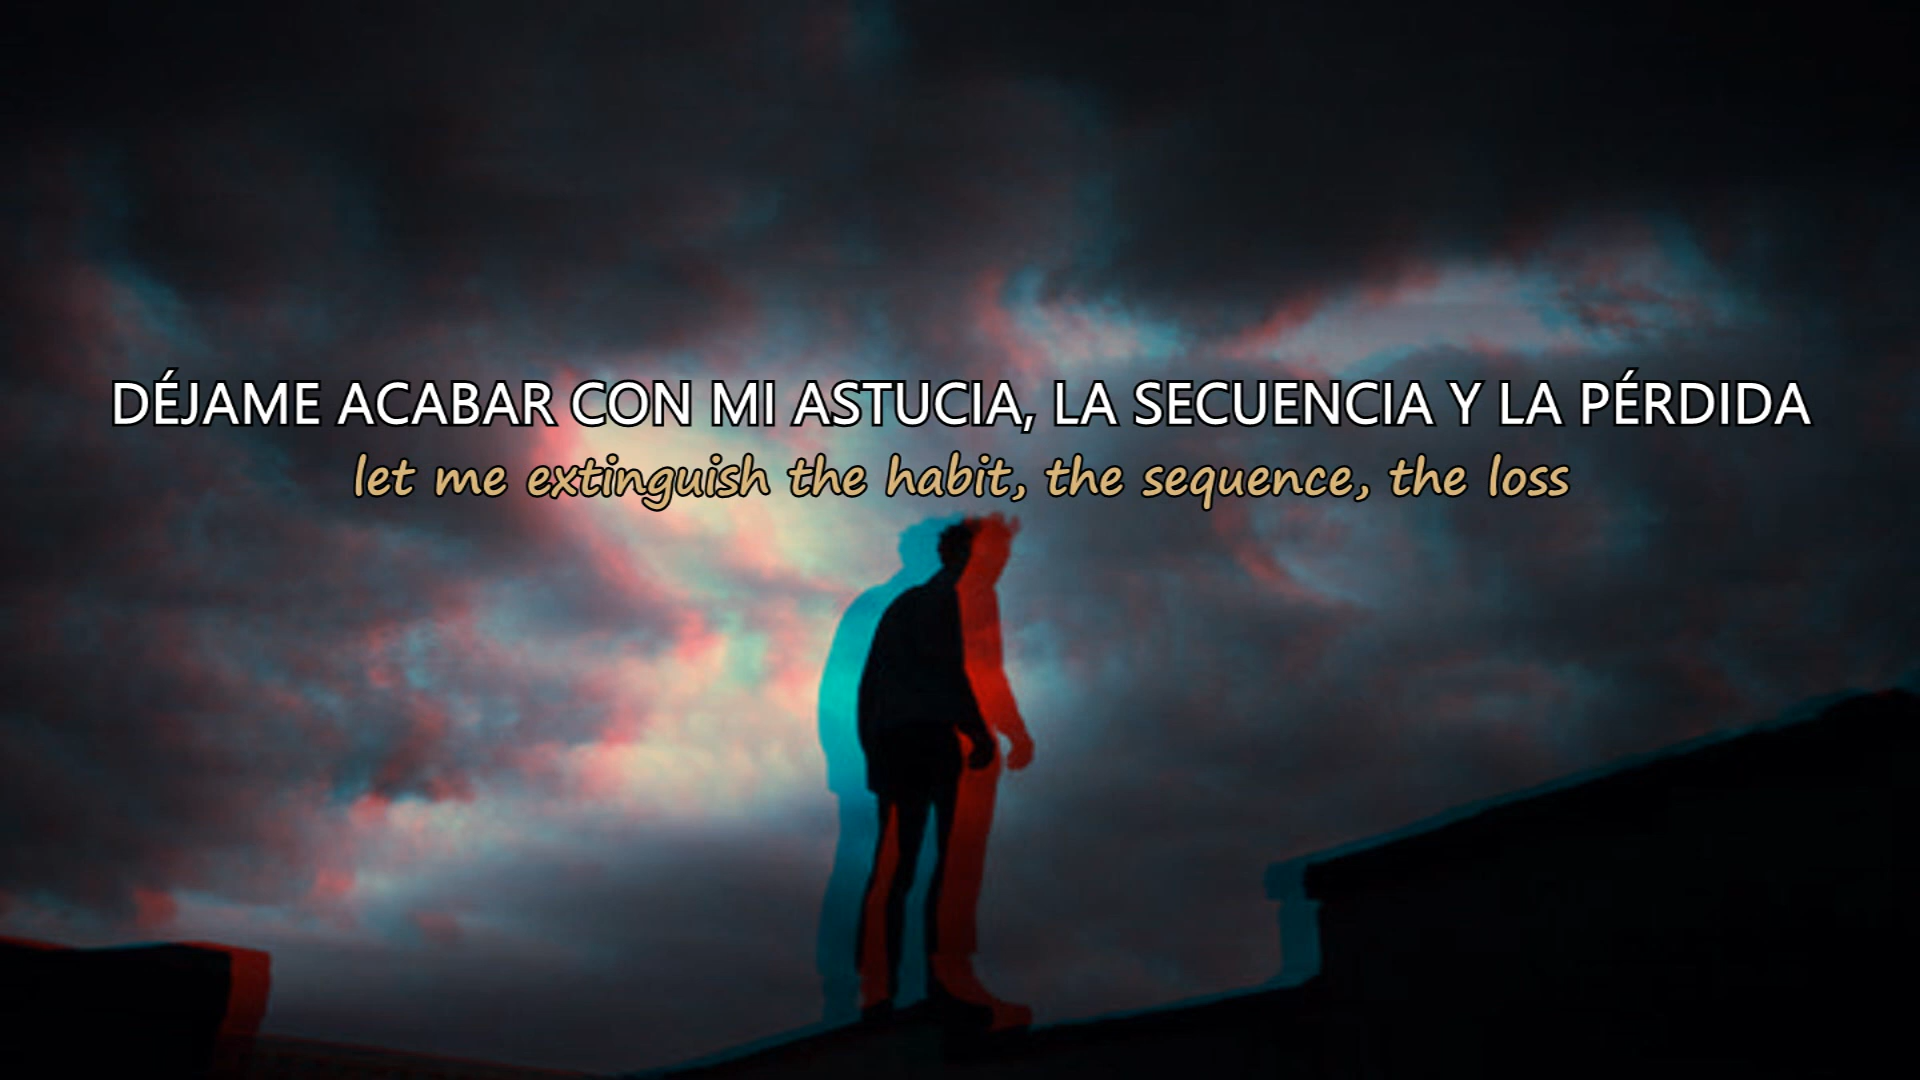 DÉJAME ACABAR CON MI ASTUCIA, LA SECUENCIA Y LA PÉRDIDA
let me extinguish the habit, the sequence, the loss